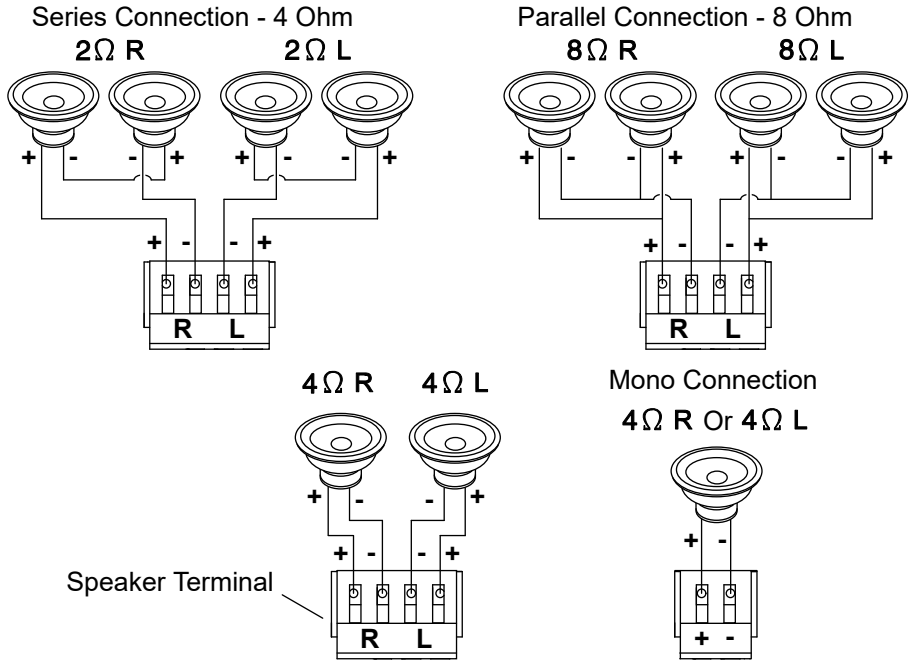 Series Connection - 4 Ohm
2Ω R 2Ω L
+ - - + + - - +
+ - - +
R L
Parallel Connection - 8 Ohm
8Ω R 8Ω L
+ - - + + - - +
+ - - +
R L
4Ω R 4Ω L
+ - - +
+ - - +
Speaker Terminal
R L
Mono Connection
4Ω R Or 4Ω L
+ -
+ -